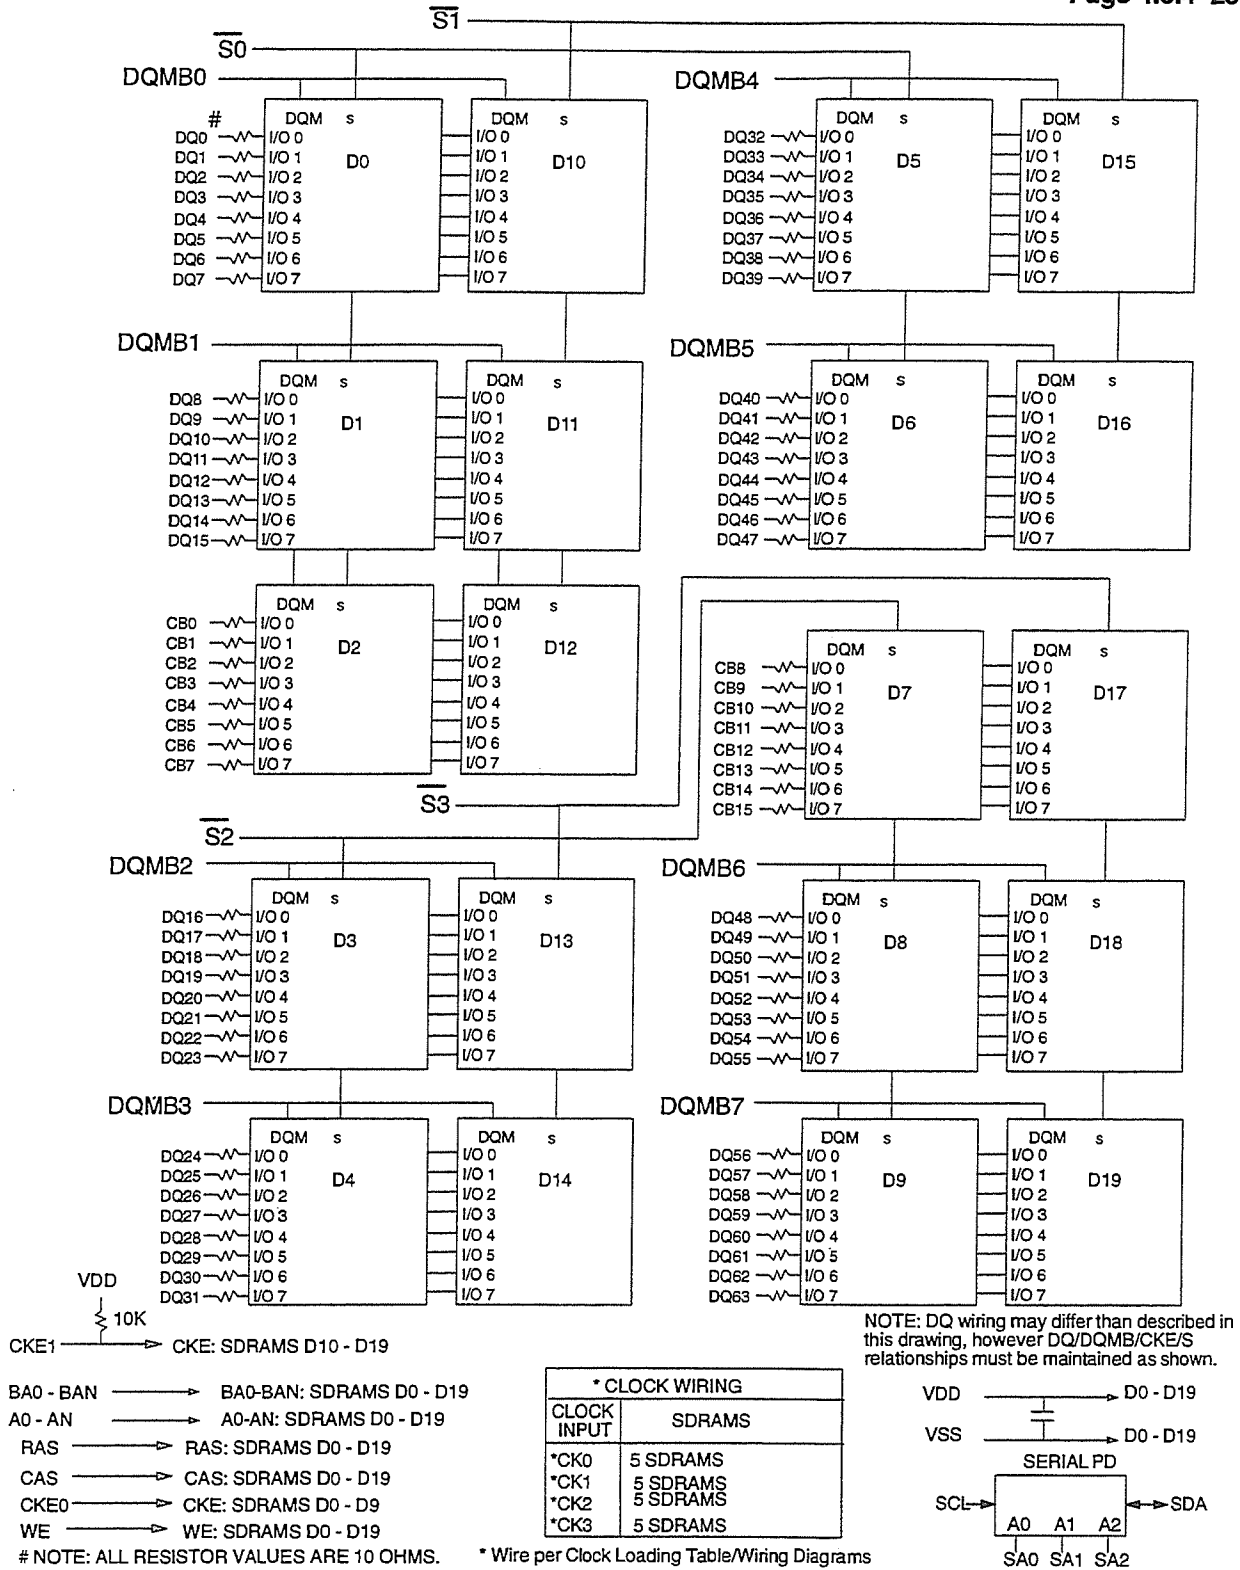 S1
S0
DQMB0
DQMB4
#
DQM s
DQ0 I/O 0
DQ1 I/O 1
DQ2 I/O 2
DQ3 I/O 3
DQ4 I/O 4
DQ5 I/O 5
DQ6 I/O 6
DQ7 I/O 7
D0
DQM s
I/O 0
I/O 1
I/O 2
I/O 3
I/O 4
I/O 5
I/O 6
I/O 7
D10
DQM s
DQ32 I/O 0
DQ33 I/O 1
DQ34 I/O 2
DQ35 I/O 3
DQ36 I/O 4
DQ37 I/O 5
DQ38 I/O 6
DQ39 I/O 7
D5
DQM s
I/O 0
I/O 1
I/O 2
I/O 3
I/O 4
I/O 5
I/O 6
I/O 7
D15
DQMB1
DQMB5
DQM s
DQ8 I/O 0
DQ9 I/O 1
DQ10 I/O 2
DQ11 I/O 3
DQ12 I/O 4
DQ13 I/O 5
DQ14 I/O 6
DQ15 I/O 7
D1
DQM s
I/O 0
I/O 1
I/O 2
I/O 3
I/O 4
I/O 5
I/O 6
I/O 7
D11
DQM s
DQ40 I/O 0
DQ41 I/O 1
DQ42 I/O 2
DQ43 I/O 3
DQ44 I/O 4
DQ45 I/O 5
DQ46 I/O 6
DQ47 I/O 7
D6
DQM s
I/O 0
I/O 1
I/O 2
I/O 3
I/O 4
I/O 5
I/O 6
I/O 7
D16
DQM s
CB0 I/O 0
CB1 I/O 1
CB2 I/O 2
CB3 I/O 3
CB4 I/O 4
CB5 I/O 5
CB6 I/O 6
CB7 I/O 7
D2
DQM s
I/O 0
I/O 1
I/O 2
I/O 3
I/O 4
I/O 5
I/O 6
I/O 7
D12
DQM s
CB8 I/O 0
CB9 I/O 1
CB10 I/O 2
CB11 I/O 3
CB12 I/O 4
CB13 I/O 5
CB14 I/O 6
CB15 I/O 7
D7
DQM s
I/O 0
I/O 1
I/O 2
I/O 3
I/O 4
I/O 5
I/O 6
I/O 7
D17
S3
S2
DQMB2
DQMB6
DQM s
DQ16 I/O 0
DQ17 I/O 1
DQ18 I/O 2
DQ19 I/O 3
DQ20 I/O 4
DQ21 I/O 5
DQ22 I/O 6
DQ23 I/O 7
D3
DQM s
I/O 0
I/O 1
I/O 2
I/O 3
I/O 4
I/O 5
I/O 6
I/O 7
D13
DQM s
DQ48 I/O 0
DQ49 I/O 1
DQ50 I/O 2
DQ51 I/O 3
DQ52 I/O 4
DQ53 I/O 5
DQ54 I/O 6
DQ55 I/O 7
D8
DQM s
I/O 0
I/O 1
I/O 2
I/O 3
I/O 4
I/O 5
I/O 6
I/O 7
D18
DQMB3
DQMB7
DQM s
DQ24 I/O 0
DQ25 I/O 1
DQ26 I/O 2
DQ27 I/O 3
DQ28 I/O 4
DQ29 I/O 5
DQ30 I/O 6
DQ31 I/O 7
D4
DQM s
I/O 0
I/O 1
I/O 2
I/O 3
I/O 4
I/O 5
I/O 6
I/O 7
D14
DQM s
DQ56 I/O 0
DQ57 I/O 1
DQ58 I/O 2
DQ59 I/O 3
DQ60 I/O 4
DQ61 I/O 5
DQ62 I/O 6
DQ63 I/O 7
D9
DQM s
I/O 0
I/O 1
I/O 2
I/O 3
I/O 4
I/O 5
I/O 6
I/O 7
D19
VDD
10K
CKE1 CKE: SDRAMS D10 - D19
BA0 - BAN BA0-BAN: SDRAMS D0 - D19
A0 - AN A0-AN: SDRAMS D0 - D19
RAS RAS: SDRAMS D0 - D19
CAS CAS: SDRAMS D0 - D19
CKE0 CKE: SDRAMS D0 - D9
WE WE: SDRAMS D0 - D19
# NOTE: ALL RESISTOR VALUES ARE 10 OHMS.
* CLOCK WIRING
CLOCK INPUT SDRAMS
*CK0 5 SDRAMS
*CK1 5 SDRAMS
*CK2 5 SDRAMS
*CK3 5 SDRAMS
* Wire per Clock Loading Table/Wiring Diagrams
NOTE: DQ wiring may differ than described in
this drawing, however DQ/DQMB/CKE/S
relationships must be maintained as shown.
VDD D0 - D19
VSS D0 - D19
SERIAL PD
SCL SDA
A0 A1 A2
SA0 SA1 SA2